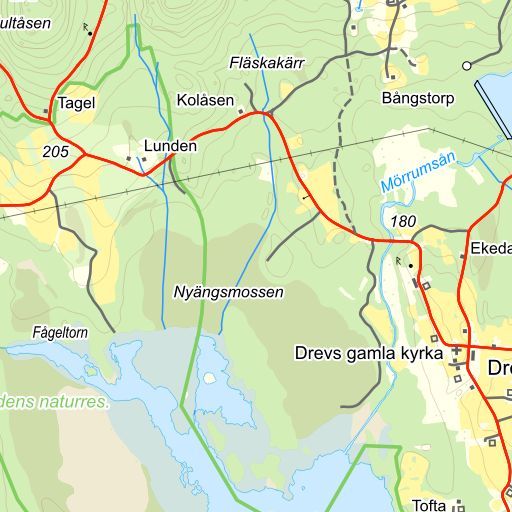 ultåsen
Fläskakärr
Tagel
Kolåsen
Bångstorp
Lunden
205
Mörrumsån
180
Ekeda
Nyängsmossen
Fågeltorn
Drevs gamla kyrka
Dre
dens naturres.
Tofta